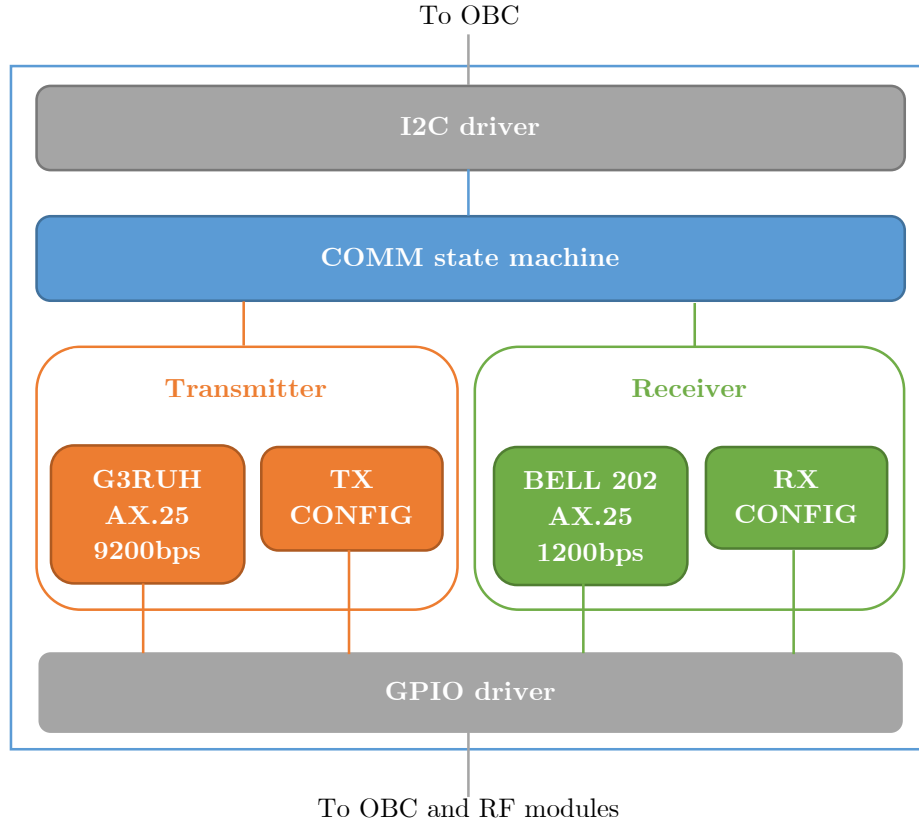 To OBC
I2C driver
COMM state machine
Transmitter
Receiver
G3RUH
AX.25
9200bps
TX
CONFIG
BELL 202
AX.25
1200bps
RX
CONFIG
GPIO driver
To OBC and RF modules